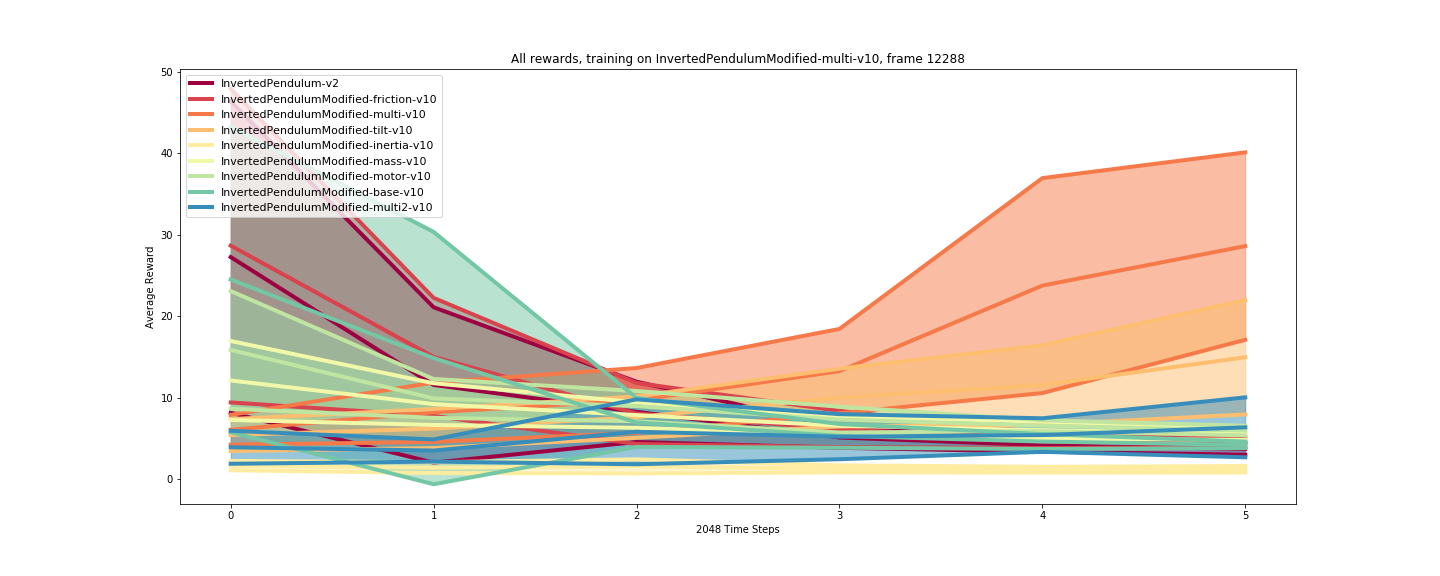 All rewards, training on InvertedPendulumModified-multi-v10, frame 12288
50
40
30
20
10
0
Average Reward
InvertedPendulum-v2
InvertedPendulumModified-friction-v10
InvertedPendulumModified-multi-v10
InvertedPendulumModified-tilt-v10
InvertedPendulumModified-inertia-v10
InvertedPendulumModified-mass-v10
InvertedPendulumModified-motor-v10
InvertedPendulumModified-base-v10
InvertedPendulumModified-multi2-v10
0 1 2 3 4 5
2048 Time Steps